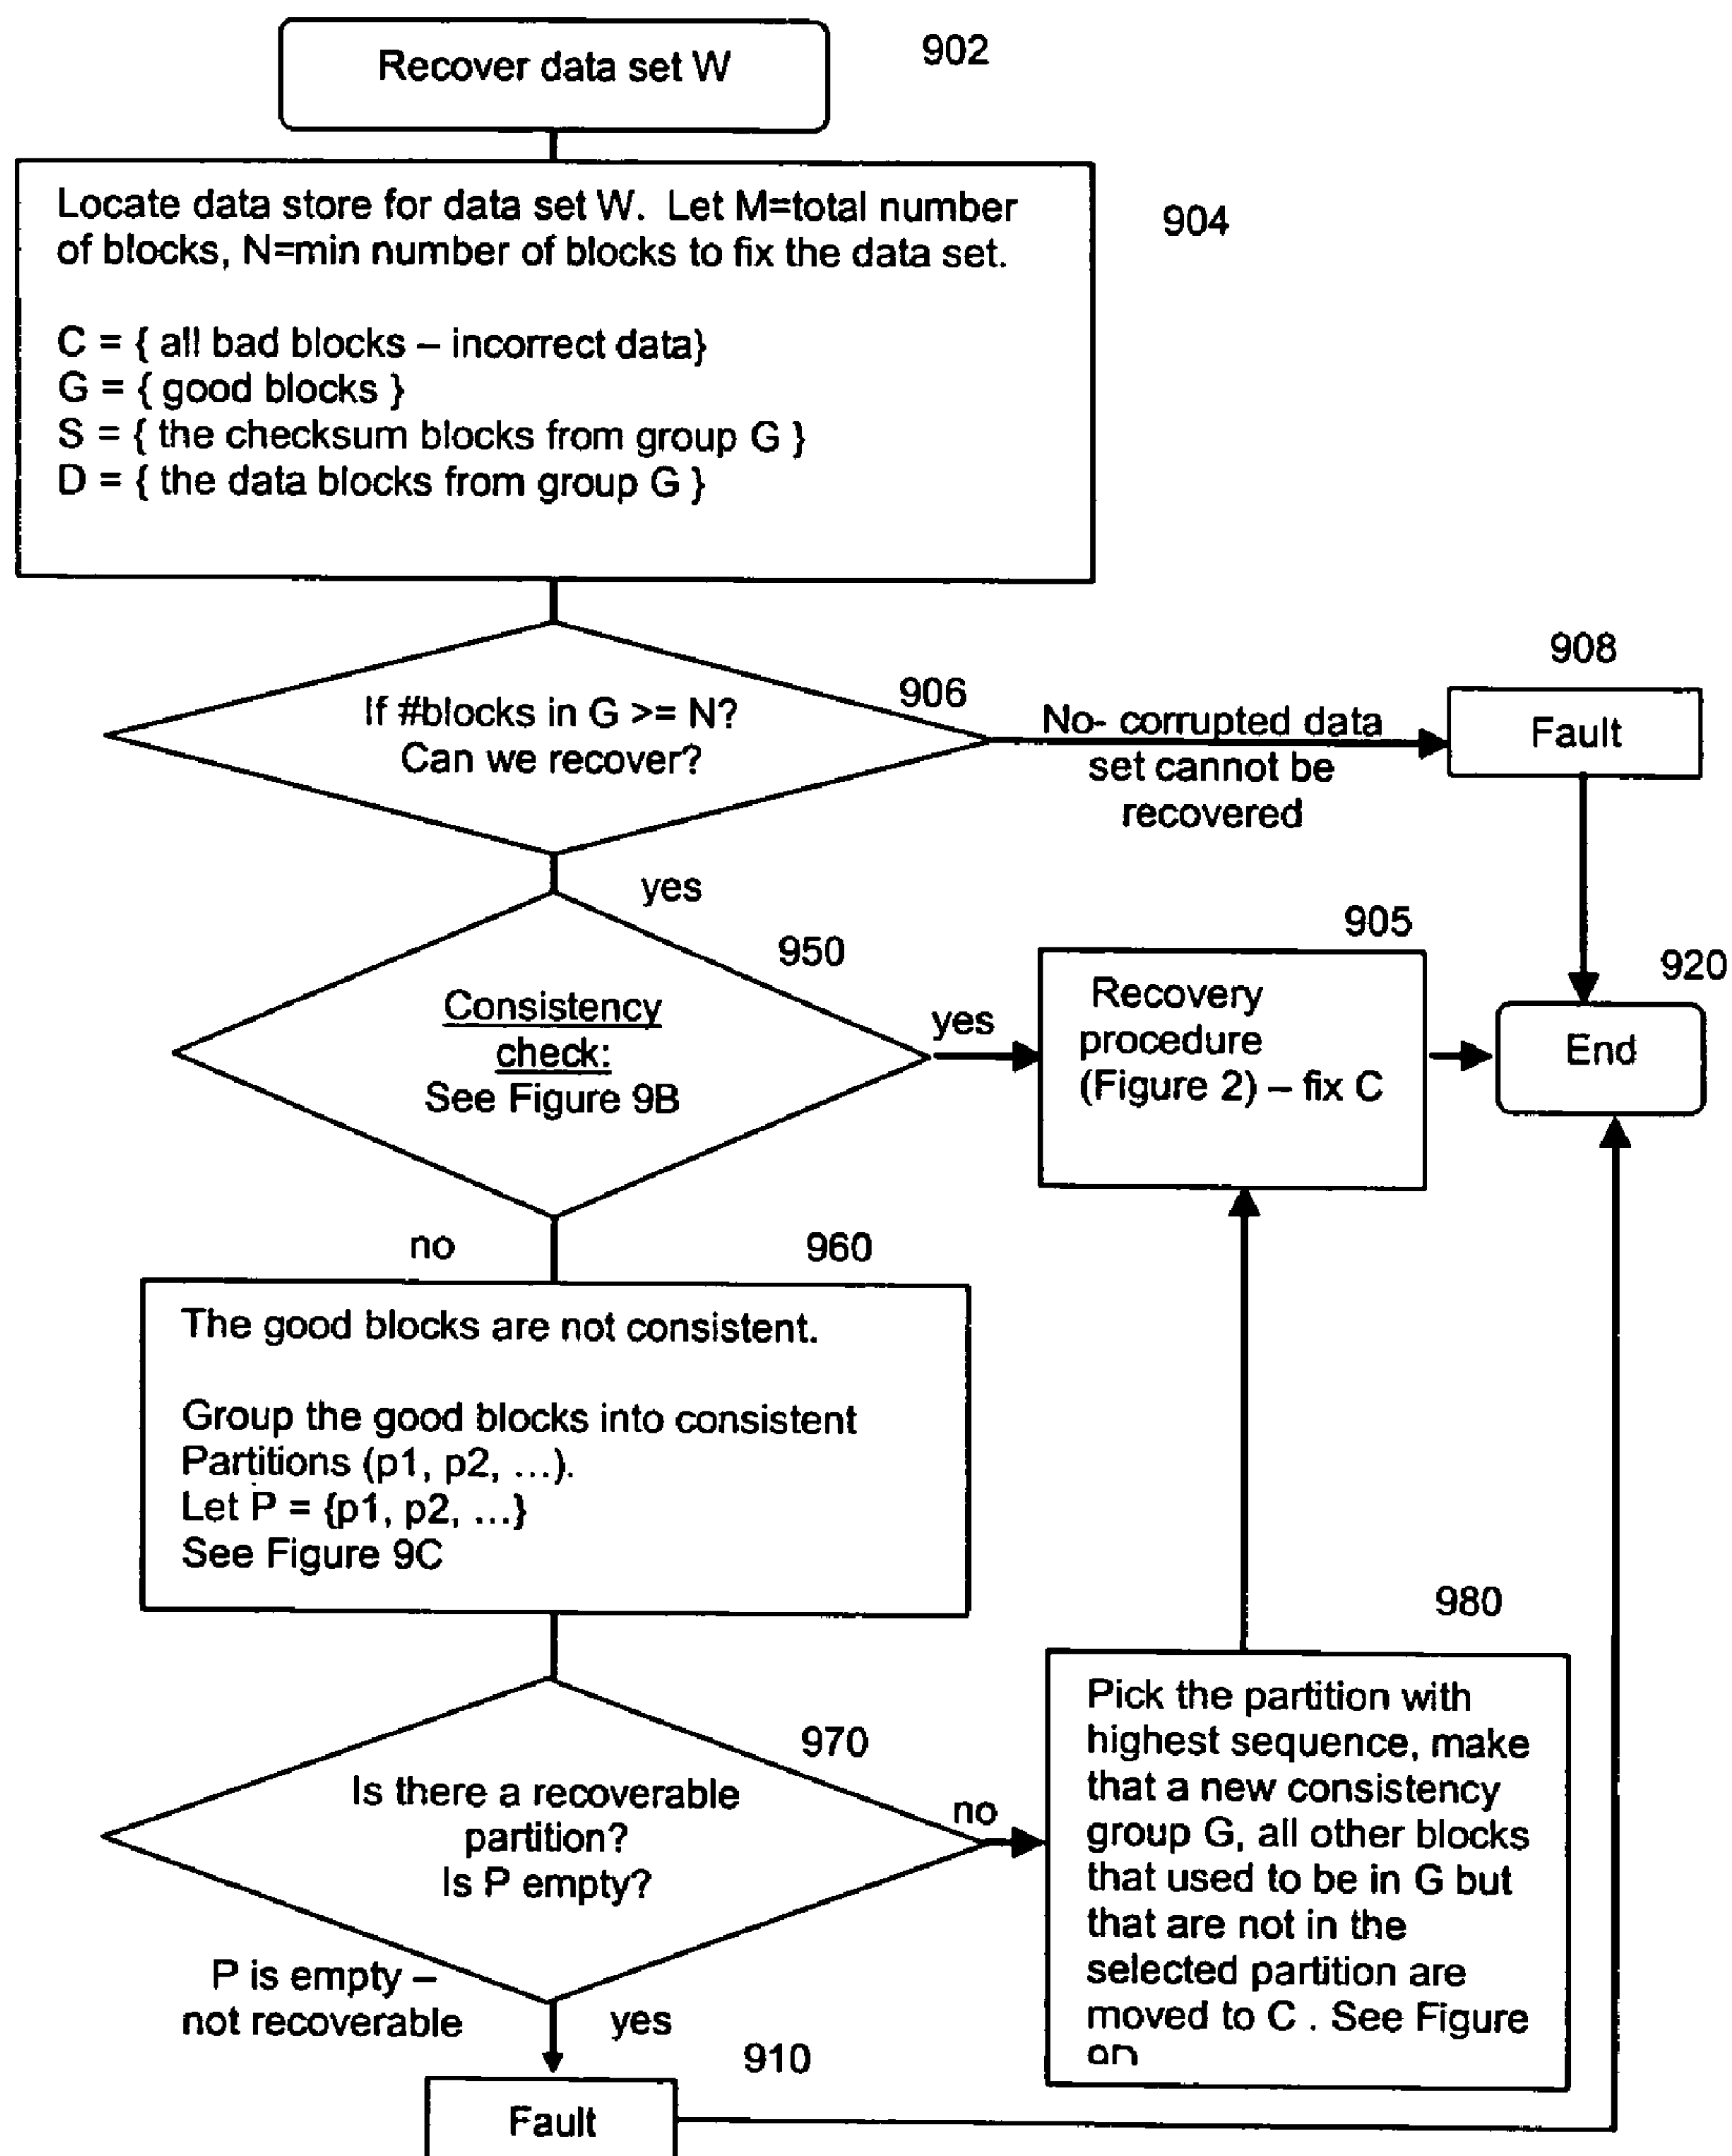 Recover data set W
902
Locate data store for data set W. Let M=total number
of blocks, N=min number of blocks to fix the data set.
C = { all bad blocks – incorrect data}
G = { good blocks }
S = { the checksum blocks from group G }
D = { the data blocks from group G }
904
If #blocks in G >= N?
Can we recover?
906
No- corrupted data
set cannot be
recovered
908
Fault
yes
950
Consistency
check:
See Figure 9B
yes
905
Recovery
procedure
(Figure 2) – fix C
920
End
no
960
The good blocks are not consistent.
Group the good blocks into consistent
Partitions (p1, p2, ...).
Let P = {p1, p2, ...}
See Figure 9C
970
Is there a recoverable
partition?
Is P empty?
no
980
Pick the partition with
highest sequence, make
that a new consistency
group G, all other blocks
that used to be in G but
that are not in the
selected partition are
moved to C . See Figure
P is empty –
not recoverable
yes
910
Fault